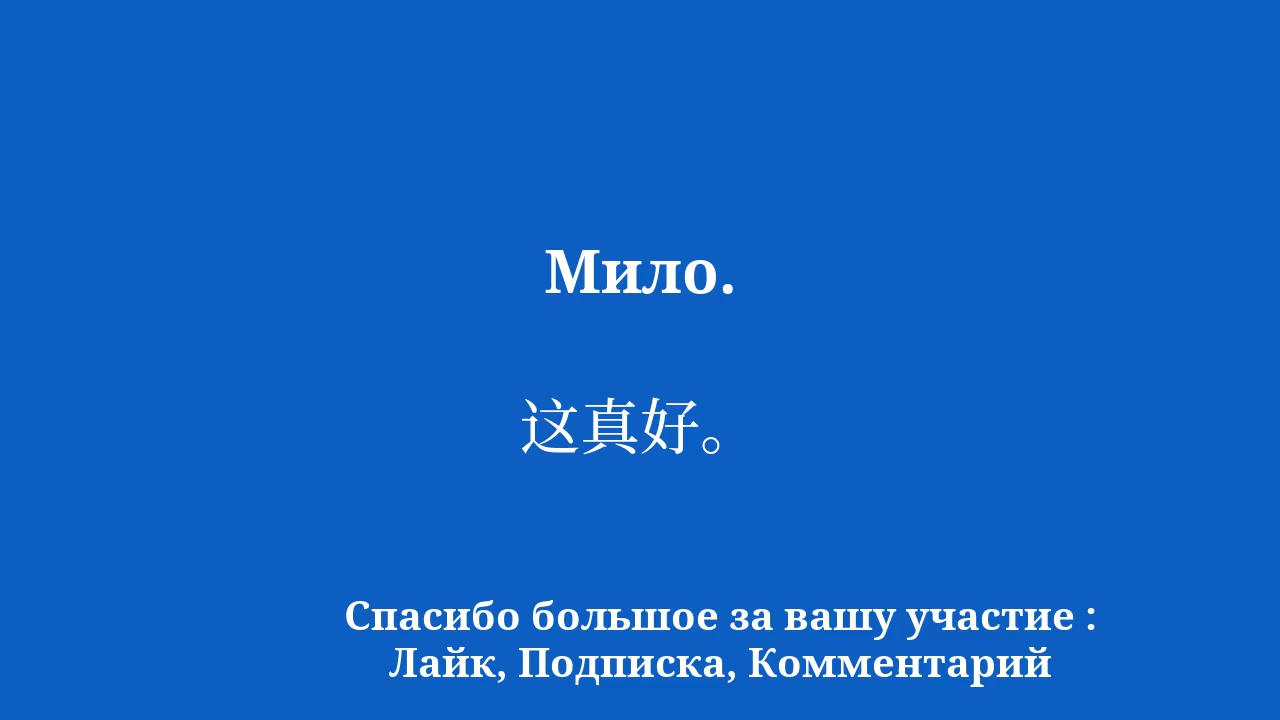 Мило.
这真好。
Спасибо большое за вашу участие :
Лайк, Подписка, Комментарий